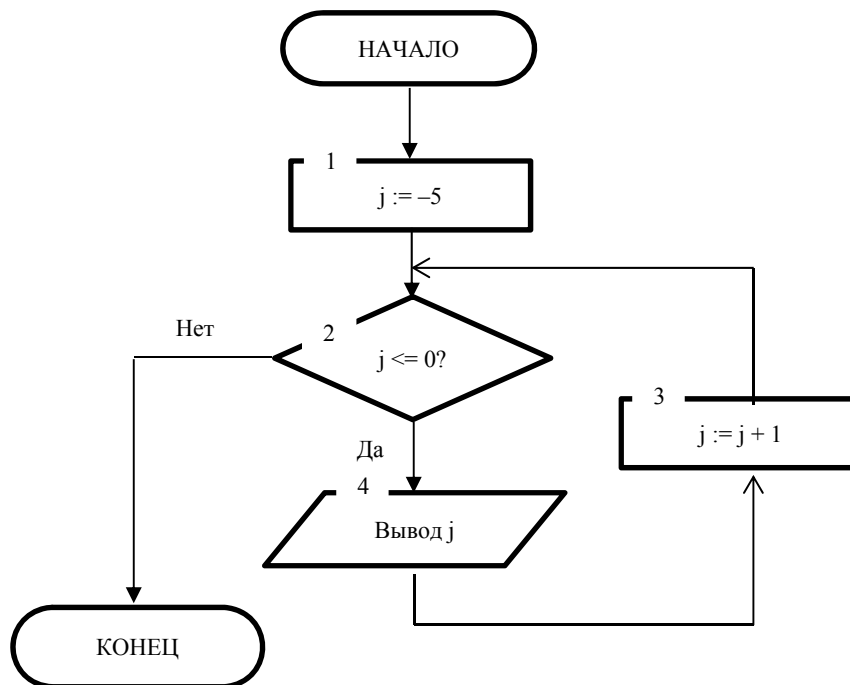 НАЧАЛО
1
j := –5
Нет
2
j <= 0?
3
j := j + 1
Да
4
Вывод j
КОНЕЦ